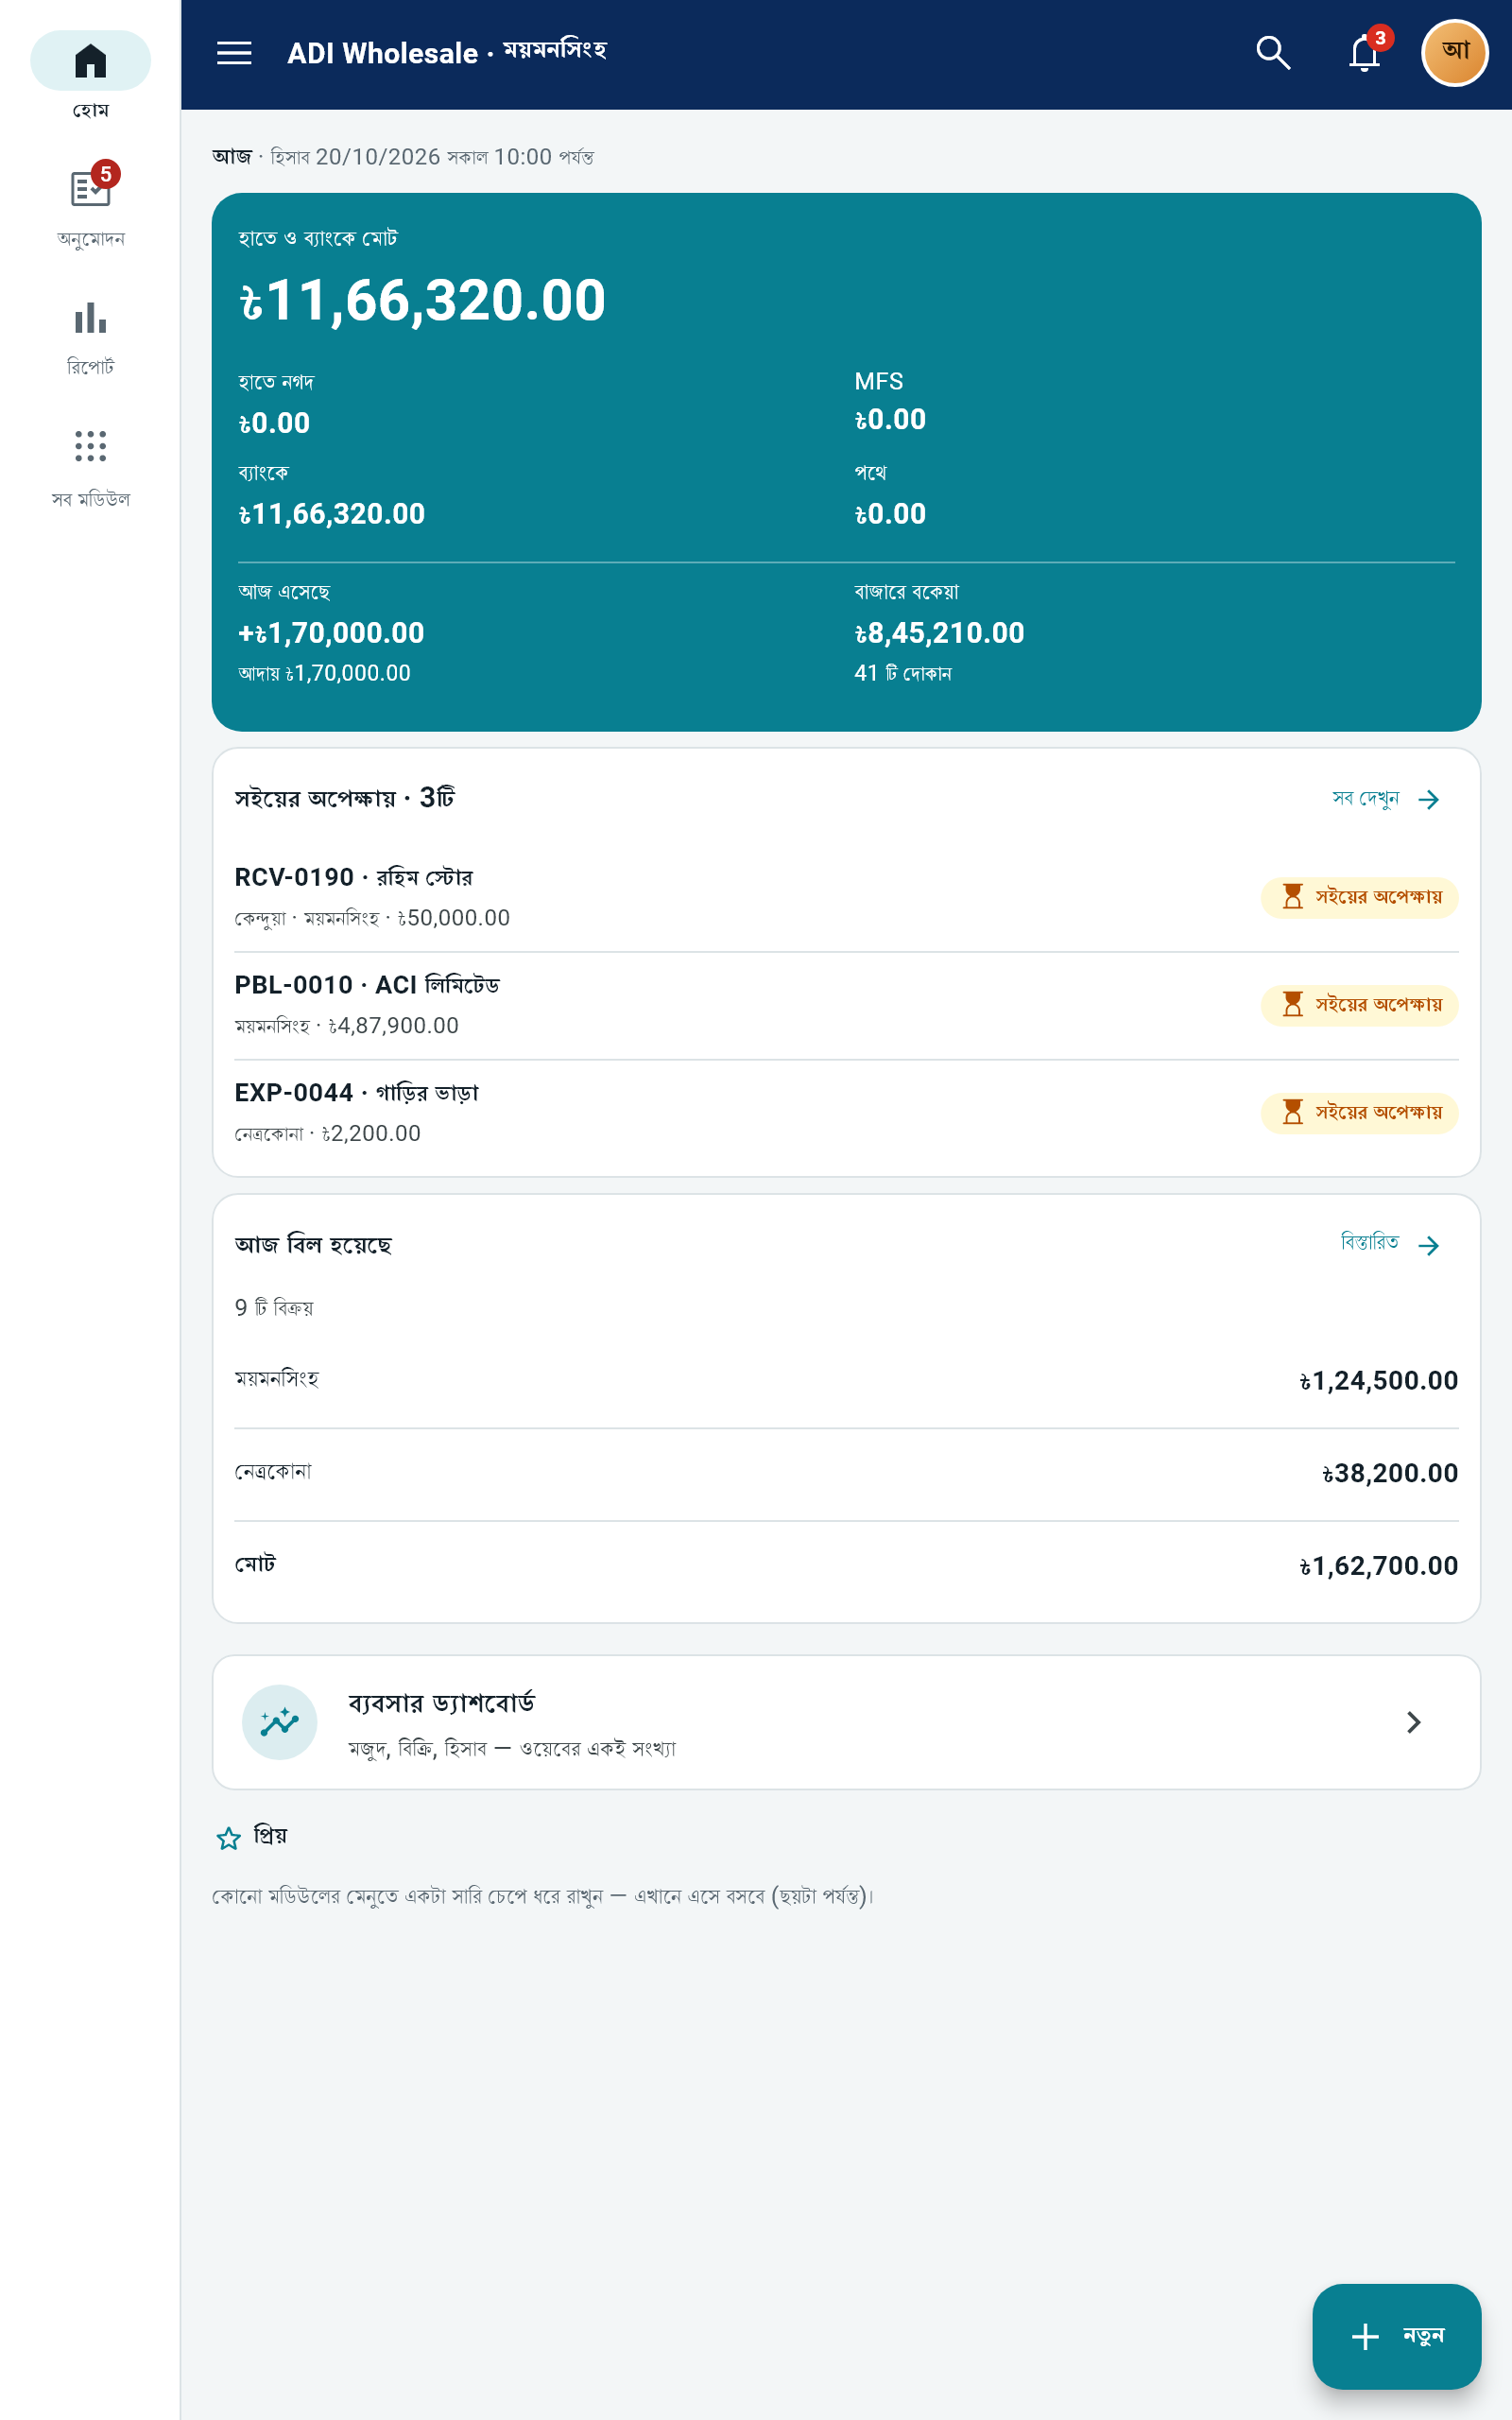 ADI Wholesale · ময়মনসিংহ
3
আ
হোম
5
অনুমোদন
রিপোর্ট
সব মডিউল
আজ · হিসাব 20/10/2026 সকাল 10:00 পর্যন্ত
হাতে ও ব্যাংকে মোট
৳11,66,320.00
হাতে নগদ
৳0.00
MFS
৳0.00
ব্যাংকে
৳11,66,320.00
পথে
৳0.00
আজ এসেছে
+৳1,70,000.00
আদায় ৳1,70,000.00
বাজারে বকেয়া
৳8,45,210.00
41 টি দোকান
সইয়ের অপেক্ষায় · 3টি
সব দেখুন
RCV-0190 · রহিম স্টোর
কেন্দুয়া · ময়মনসিংহ · ৳50,000.00
সইয়ের অপেক্ষায়
PBL-0010 · ACI লিমিটেড
ময়মনসিংহ · ৳4,87,900.00
সইয়ের অপেক্ষায়
EXP-0044 · গাড়ির ভাড়া
নেত্রকোনা · ৳2,200.00
সইয়ের অপেক্ষায়
আজ বিল হয়েছে
বিস্তারিত
9 টি বিক্রয়
ময়মনসিংহ
৳1,24,500.00
নেত্রকোনা
৳38,200.00
মোট
৳1,62,700.00
ব্যবসার ড্যাশবোর্ড
মজুদ, বিক্রি, হিসাব — ওয়েবের একই সংখ্যা
প্রিয়
কোনো মডিউলের মেনুতে একটা সারি চেপে ধরে রাখুন — এখানে এসে বসবে (ছয়টা পর্যন্ত)।
নতুন